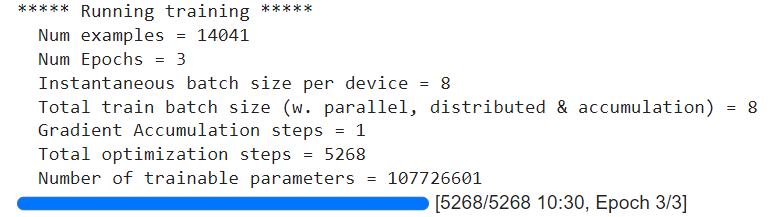 ***** Running training *****
Num examples = 14041
Num Epochs = 3
Instantaneous batch size per device = 8
Total train batch size (w. parallel, distributed & accumulation) = 8
Gradient Accumulation steps = 1
Total optimization steps = 5268
Number of trainable parameters = 107726601
[5268/5268 10:30, Epoch 3/3]